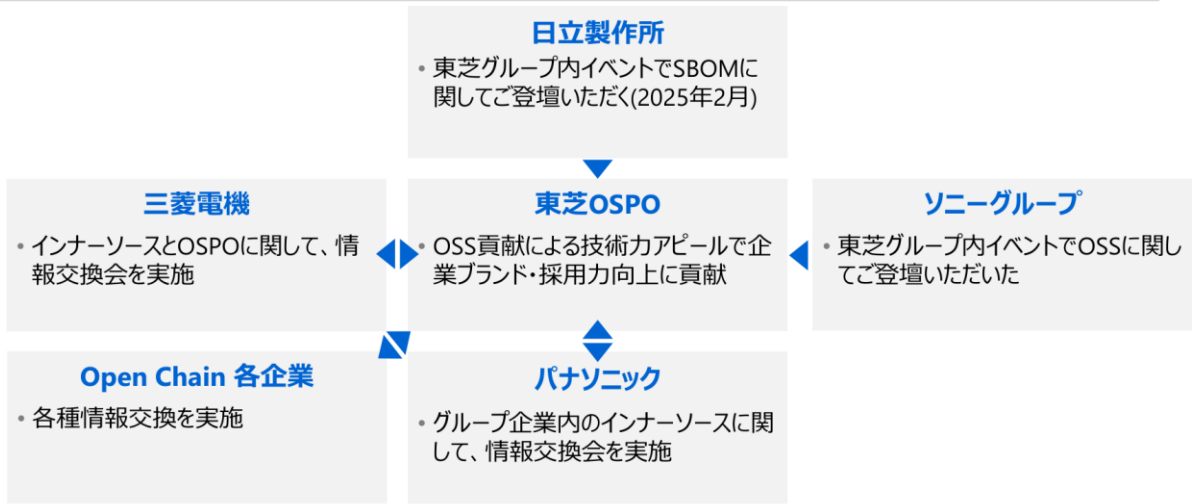 日立製作所
• 東芝グループ内イベントでSBOMに
関してご登壇いただく(2025年2月)
三菱電機
• インナーソースとOSPOに関して、情
報交換会を実施
東芝OSPO
• OSS貢献による技術力アピールで企
業ブランド・採用力向上に貢献
ソニーグループ
• 東芝グループ内イベントでOSSに関し
てご登壇いただいた
Open Chain 各企業
• 各種情報交換を実施
パナソニック
• グループ企業内のインナーソースに関
して、情報交換会を実施